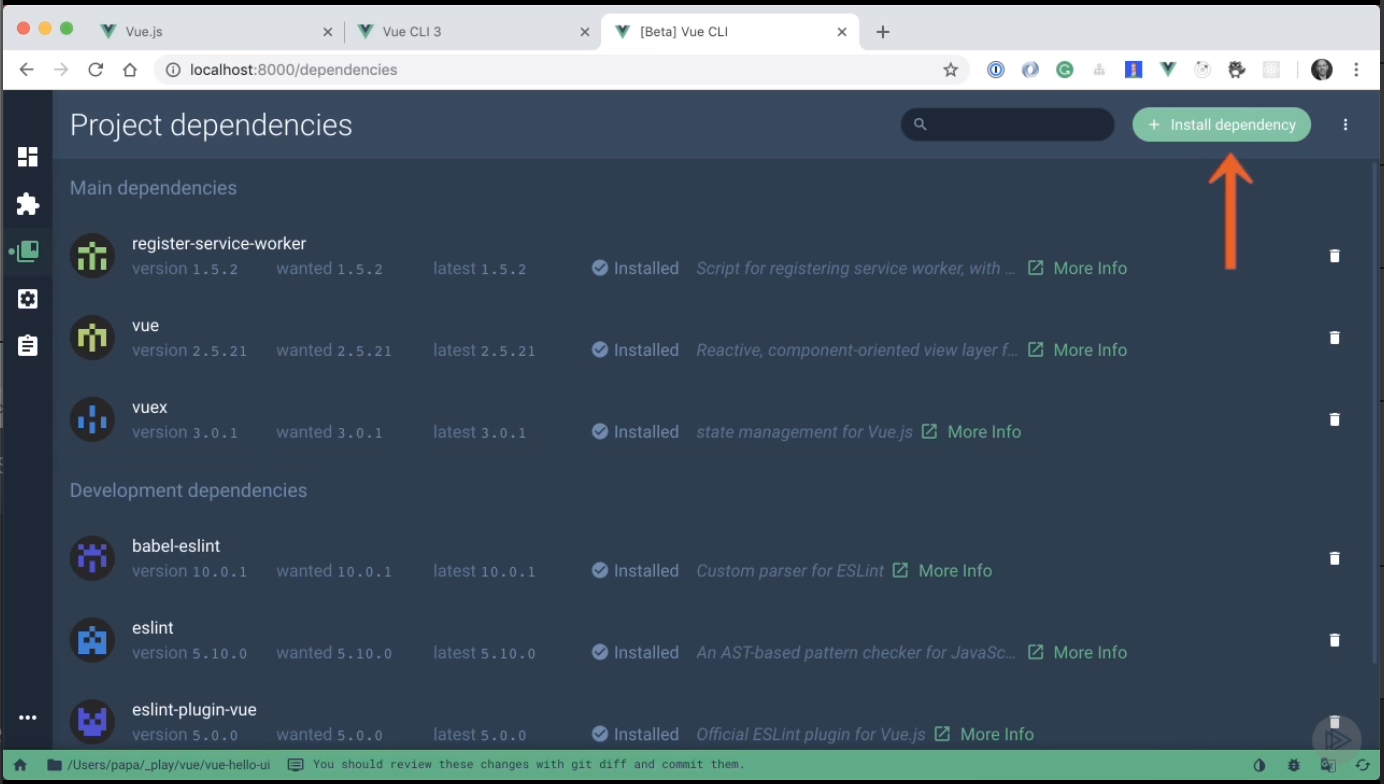 Vue.js
Vue CLI 3
[Beta] Vue CLI
localhost:8000/dependencies
Project dependencies
+ Install dependency
Main dependencies
register-service-worker
version 1.5.2 wanted 1.5.2 latest 1.5.2 Installed Script for registering service worker, with ... More Info
vue
version 2.5.21 wanted 2.5.21 latest 2.5.21 Installed Reactive, component-oriented view layer f... More Info
vuex
version 3.0.1 wanted 3.0.1 latest 3.0.1 Installed state management for Vue.js More Info
Development dependencies
babel-eslint
version 10.0.1 wanted 10.0.1 latest 10.0.1 Installed Custom parser for ESLint More Info
eslint
version 5.10.0 wanted 5.10.0 latest 5.10.0 Installed An AST-based pattern checker for JavaSc... More Info
eslint-plugin-vue
version 5.0.0 wanted 5.0.0 latest 5.0.0 Installed Official ESLint plugin for Vue.js More Info
/Users/papa/_play/vue/vue-hello-ui You should review these changes with git diff and commit them.